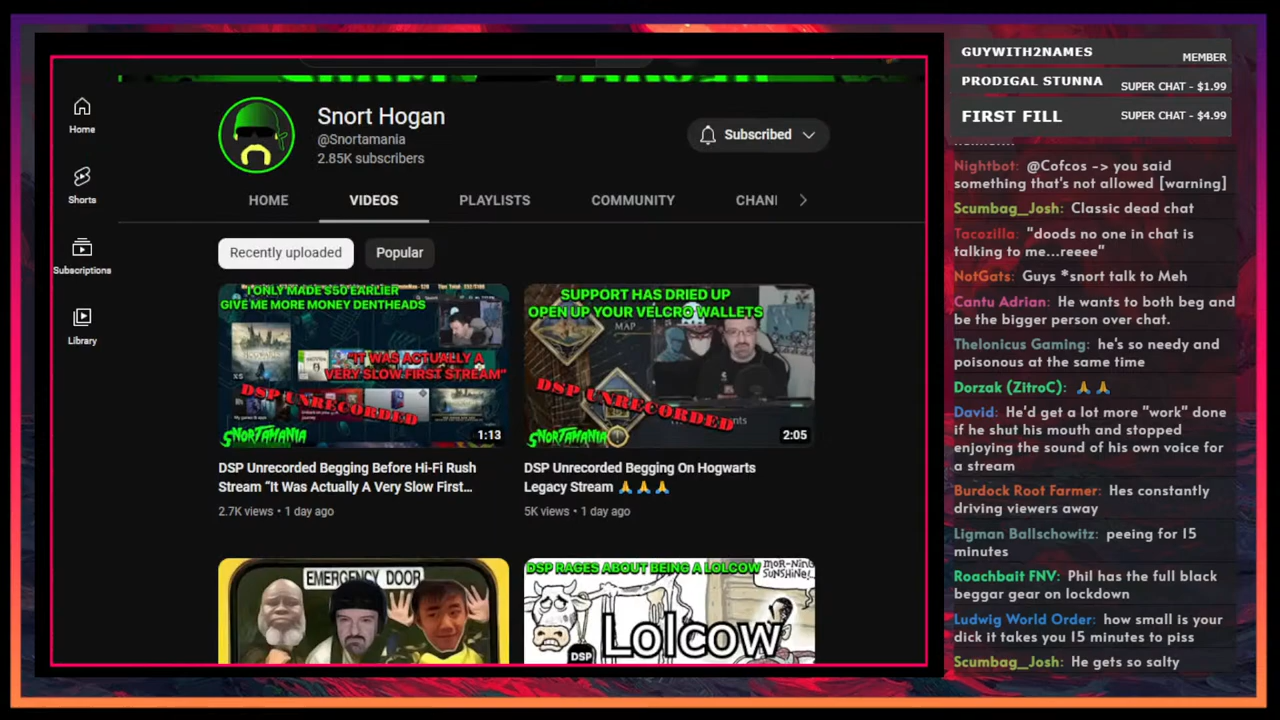 Snort Hogan
@Snortamania
2.85K subscribers
Subscribed
Home
Shorts
Subscriptions
Library
HOME
VIDEOS
PLAYLISTS
COMMUNITY
CHANI
Recently uploaded
Popular
I ONLY MADE $50 EARLIER
GIVE ME MORE MONEY DENTHEADS
"IT WAS ACTUALLY A
VERY SLOW FIRST STREAM"
DSP UNRECORDED
SNORTAMANIA
1:13
SUPPORT HAS DRIED UP
OPEN UP YOUR VELCRO WALLETS
MAP
DSP UNRECORDED
SNORTAMANIA
2:05
DSP Unrecorded Begging Before Hi-Fi Rush
Stream “It Was Actually A Very Slow First...
2.7K views • 1 day ago
DSP Unrecorded Begging On Hogwarts
Legacy Stream 🙏 🙏 🙏
5K views • 1 day ago
EMERGENCY DOOR
DSP RAGES ABOUT BEING A LOLCOW
MOR-NING
SUNSHINE!
Lolcow
DSP
GUYWITH2NAMES
MEMBER
PRODIGAL STUNNA
SUPER CHAT - $1.99
FIRST FILL
SUPER CHAT - $4.99
Nightbot: @Cofcos -> you said
something that's not allowed [warning]
Scumbag__Josh: Classic dead chat
Tacozilla: "doods no one in chat is
talking to me...reeee"
NotGats: Guys *snort talk to Meh
Cantu Adrian: He wants to both beg and
be the bigger person over chat.
Thelonicus Gaming: he's so needy and
poisonous at the same time
Dorzak (ZitroC): 🙏 🙏
David: He'd get a lot more "work" done
if he shut his mouth and stopped
enjoying the sound of his own voice for
a stream
Burdock Root Farmer: Hes constantly
driving viewers away
Ligman Ballschowitz: peeing for 15
minutes
Roachbait FNV: Phil has the full black
beggar gear on lockdown
Ludwig World Order: how small is your
dick it takes you 15 minutes to piss
Scumbag__Josh: He gets so salty